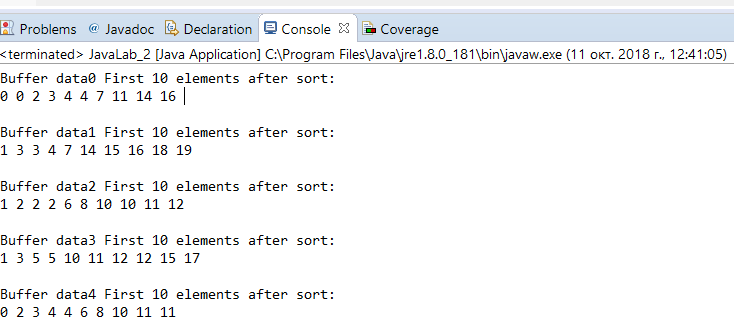 Problems @ Javadoc Declaration Console Coverage
<terminated> JavaLab_2 [Java Application] C:\Program Files\Java\jre1.8.0_181\bin\javaw.exe (11 окт. 2018 г., 12:41:05)
Buffer data0 First 10 elements after sort:
0 0 2 3 4 4 7 11 14 16
Buffer data1 First 10 elements after sort:
1 3 3 4 7 14 15 16 18 19
Buffer data2 First 10 elements after sort:
1 2 2 2 6 8 10 10 11 12
Buffer data3 First 10 elements after sort:
1 3 5 5 10 11 12 12 15 17
Buffer data4 First 10 elements after sort:
0 2 3 4 4 6 8 10 11 11